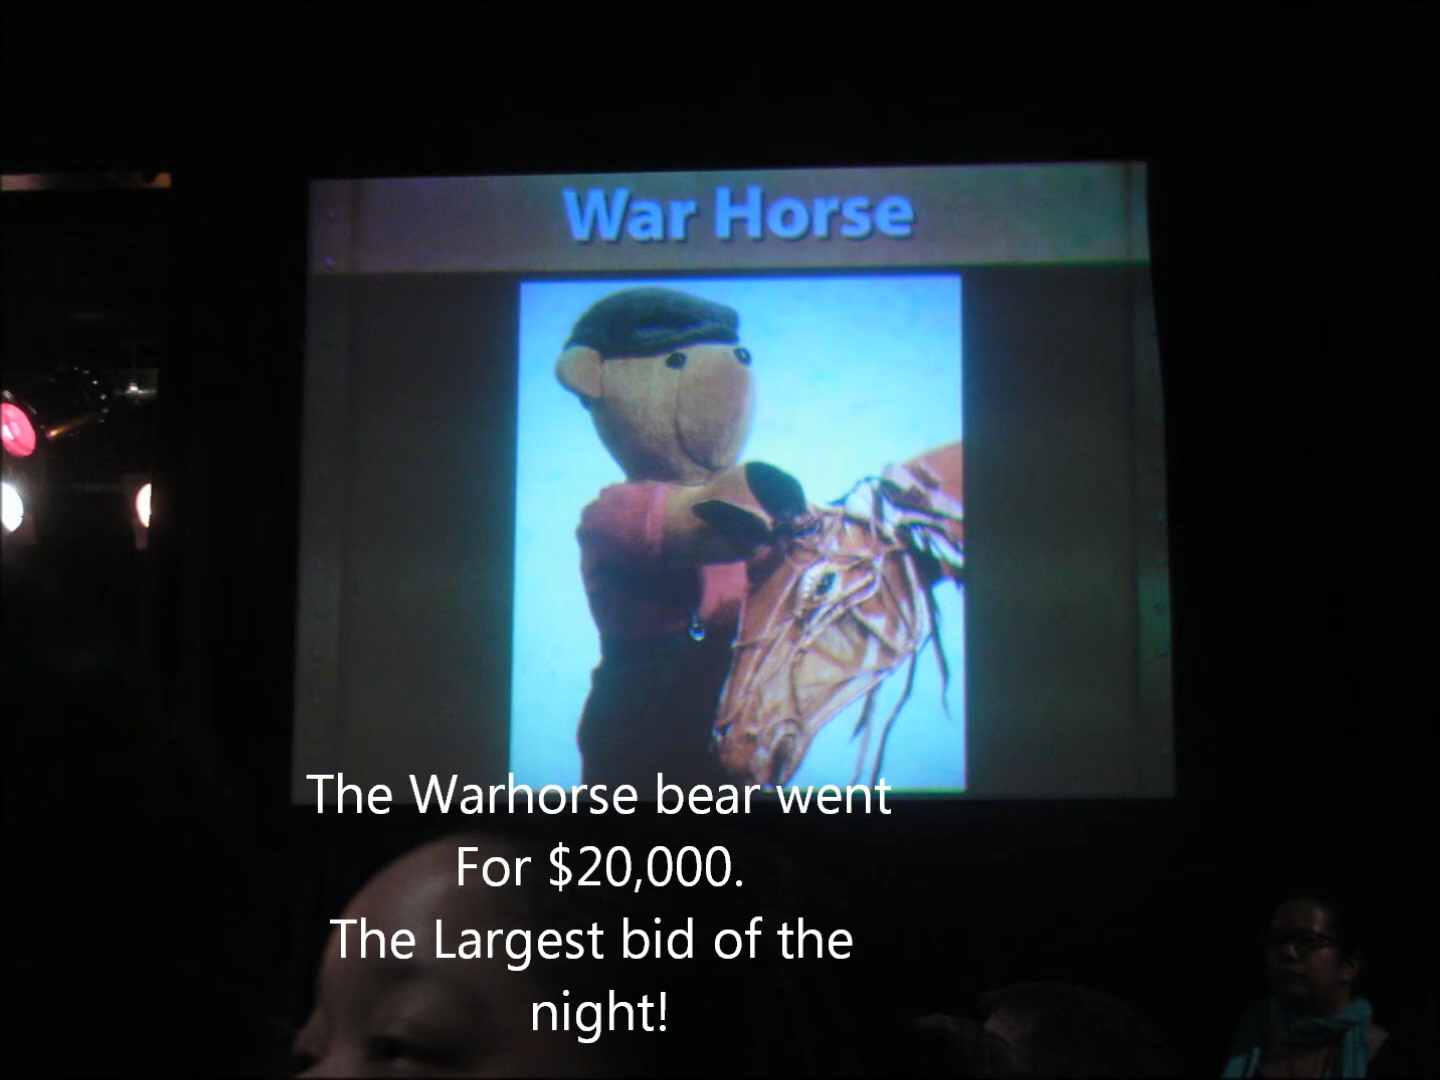 War Horse
The Warhorse bear went
For $20,000.
The Largest bid of the
night!